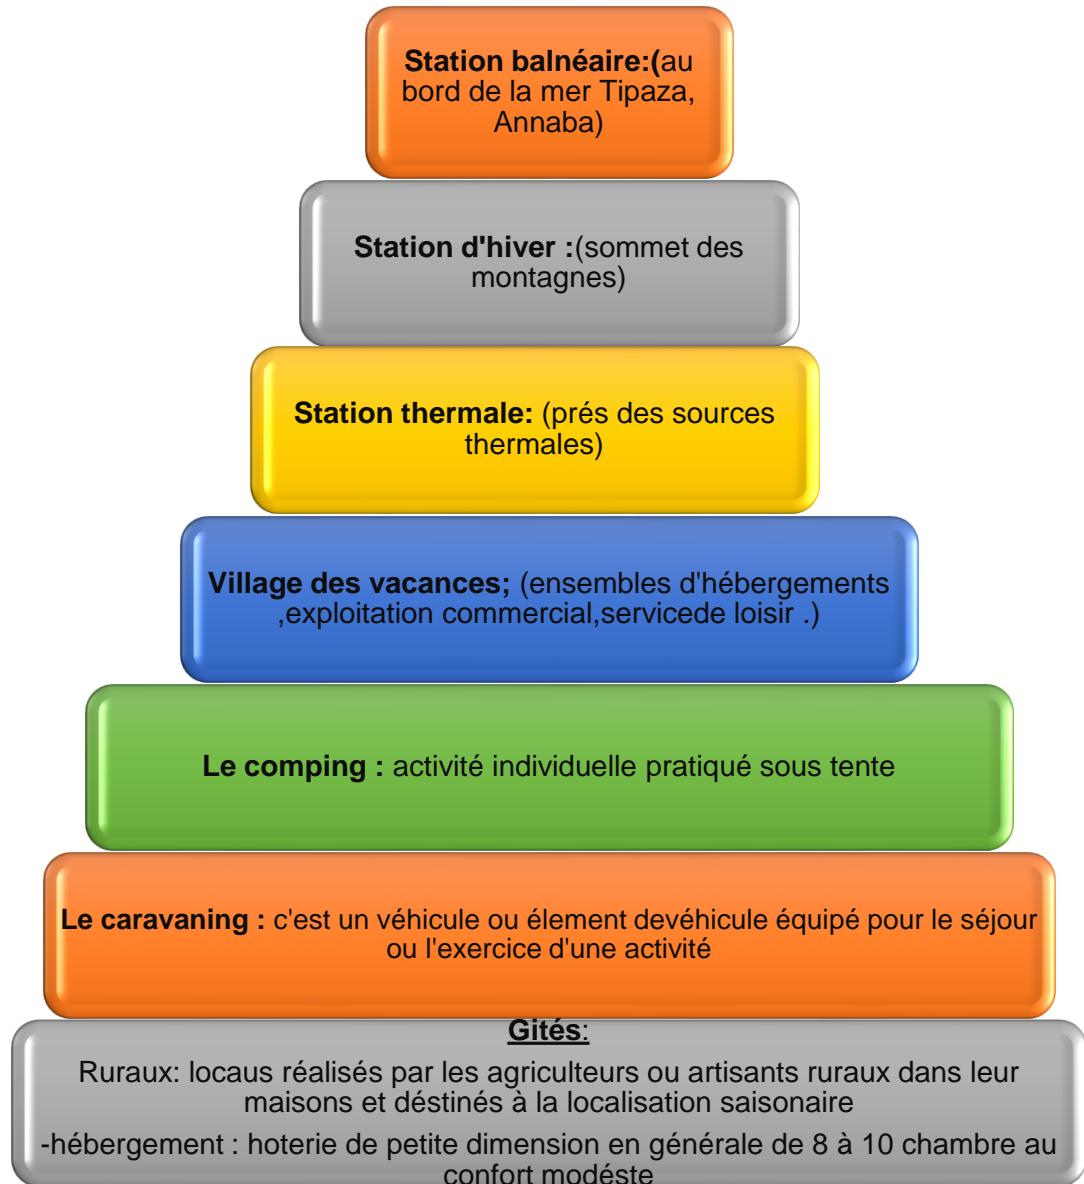 Station balnéaire:(au
bord de la mer Tipaza,
Annaba)
Station d'hiver :(sommet des
montagnes)
Station thermale: (prés des sources
thermales)
Village des vacances; (ensembles d'hébergements
,exploitation commercial,servicede loisir .)
Le comping : activité individuelle pratiqué sous tente
Le caravaning : c'est un véhicule ou élement devéhicule équipé pour le séjour
ou l'exercice d'une activité
Gités:
Ruraux: locaus réalisés par les agriculteurs ou artisants ruraux dans leur
maisons et déstinés à la localisation saisonaire
-hébergement : hoterie de petite dimension en générale de 8 à 10 chambre au
confort modéste